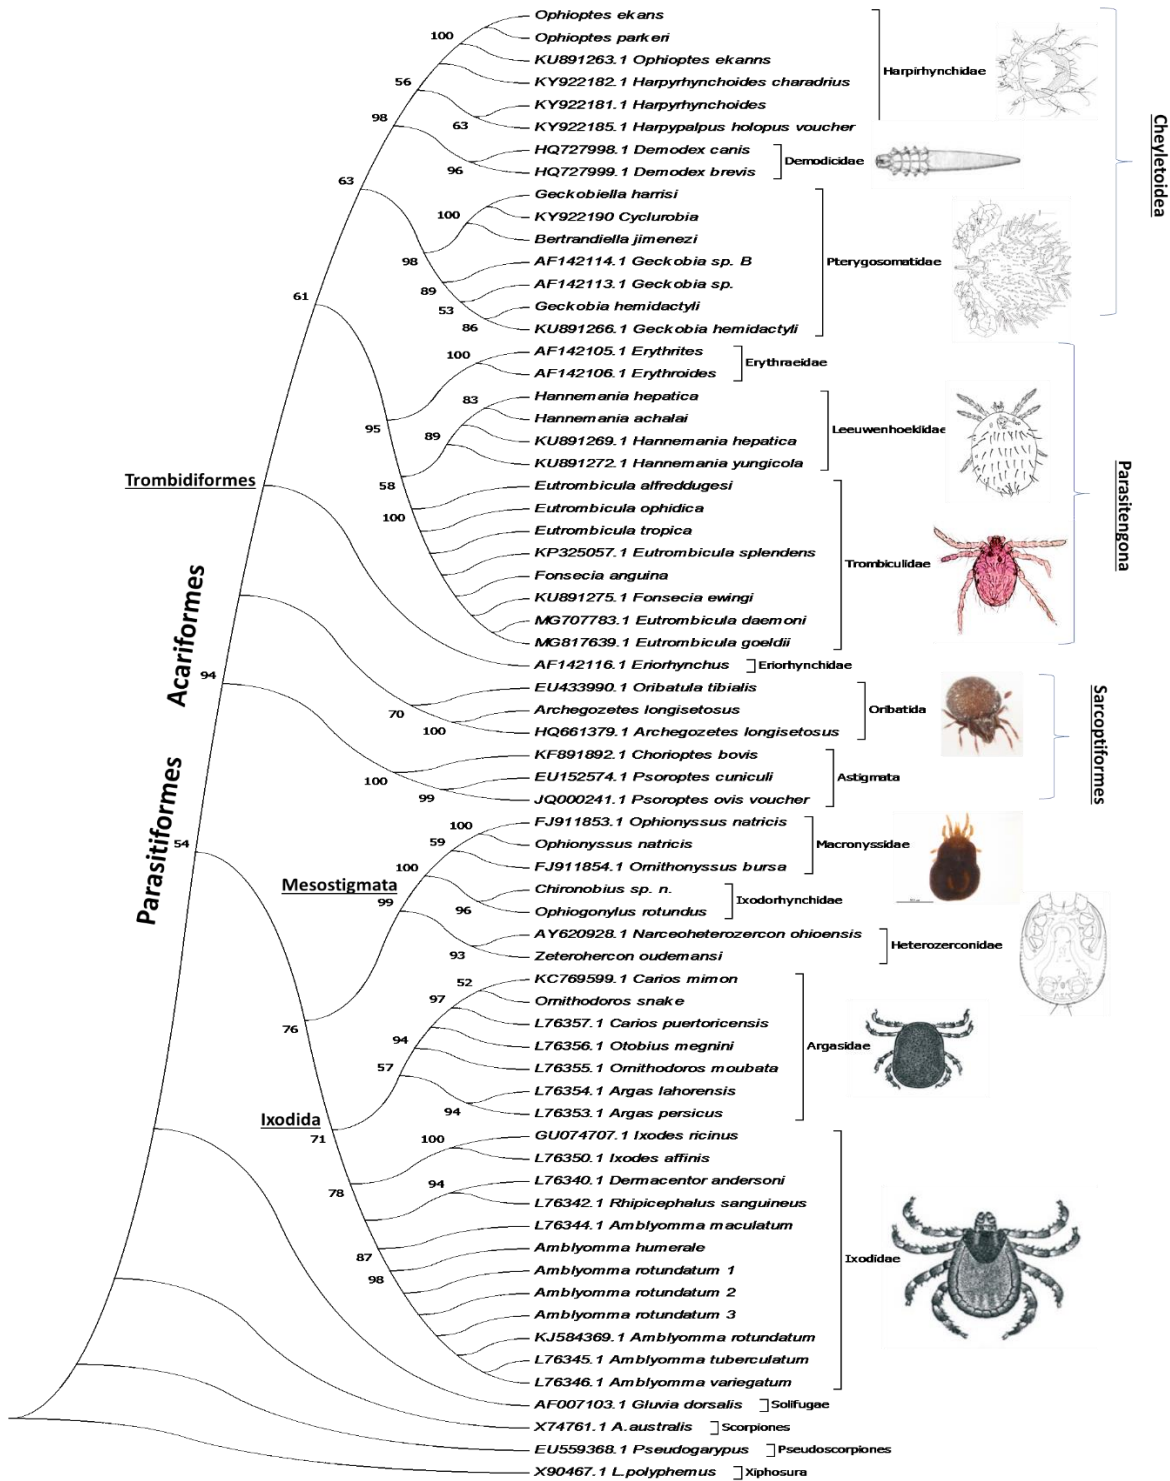 Ophioptes ekans
Ophioptes parkeri
100
KU891263.1 Ophioptes ekanns
Harpirhynchidae
KY922182.1 Harpyrhynchoides charadrius
56
KY922181.1 Harpyrhynchoides
98
63
KY922185.1 Harpypalpus holopus voucher
HQ727998.1 Demodex canis
Demodicidae
96
HQ727999.1 Demodex brevis
Cheyletoidea
63
Geckobiella harrisi
100
KY922190 Cyclurobia
Bertrandiella jimenezi
98
AF142114.1 Geckobia sp. B
Pterygosomatidae
89
AF142113.1 Geckobia sp.
61
53
Geckobia hemidactyli
86
KU891266.1 Geckobia hemidactyli
100
AF142105.1 Erythrites
Erythraeidae
AF142106.1 Erythroides
83
Hannemania hepatica
Hannemania achalai
95
89
Leeuwenhoekiidae
KU891269.1 Hannemania hepatica
KU891272.1 Hannemania yungicola
Trombidiformes
58
Eutrombicula alfreddugesi
100
Eutrombicula ophidica
Parasitengona
Eutrombicula tropica
KP325057.1 Eutrombicula splendens
Trombiculidae
Fonsecia anguina
KU891275.1 Fonsecia ewingi
MG707783.1 Eutrombicula daemoni
MG817639.1 Eutrombicula goeldii
Acariformes
94
AF142116.1 Eriorhynchus
Eriorhynchidae
EU433990.1 Oribatula tibialis
70
Archegozetes longisetosus
Oribatida
100
HQ661379.1 Archegozetes longisetosus
Sarcoptiformes
KF891892.1 Chorioptes bovis
100
EU152574.1 Psoroptes cuniculi
Astigmata
99
JQ000241.1 Psoroptes ovis voucher
Parasitiformes
54
100
FJ911853.1 Ophionyssus natricis
59
Ophionyssus natricis
Macronyssidae
100
FJ911854.1 Ornithonyssus bursa
Mesostigmata
99
Chironobius sp. n.
Ixodorhynchidae
96
Ophiogonylus rotundus
AY620928.1 Narceoheterozercon ohioensis
Heterozerconidae
93
Zeterohercon oudemansi
52
KC769599.1 Carios mimon
97
Ornithodoros snake
76
L76357.1 Carios puertoricensis
94
L76356.1 Otobius megnini
Argasidae
57
L76355.1 Ornithodoros moubata
L76354.1 Argas lahorensis
94
L76353.1 Argas persicus
Ixodida
71
100
GU074707.1 Ixodes ricinus
L76350.1 Ixodes affinis
78
94
L76340.1 Dermacentor andersoni
L76342.1 Rhipicephalus sanguineus
L76344.1 Amblyomma maculatum
87
Amblyomma humerale
Ixodidae
98
Amblyomma rotundatum 1
Amblyomma rotundatum 2
Amblyomma rotundatum 3
KJ584369.1 Amblyomma rotundatum
L76345.1 Amblyomma tuberculatum
L76346.1 Amblyomma variegatum
AF007103.1 Gluvia dorsalis
Solifugae
X74761.1 A.australis
Scorpiones
EU559368.1 Pseudogarypus
Pseudoscorpiones
X90467.1 L.polyphemus
Xiphosura